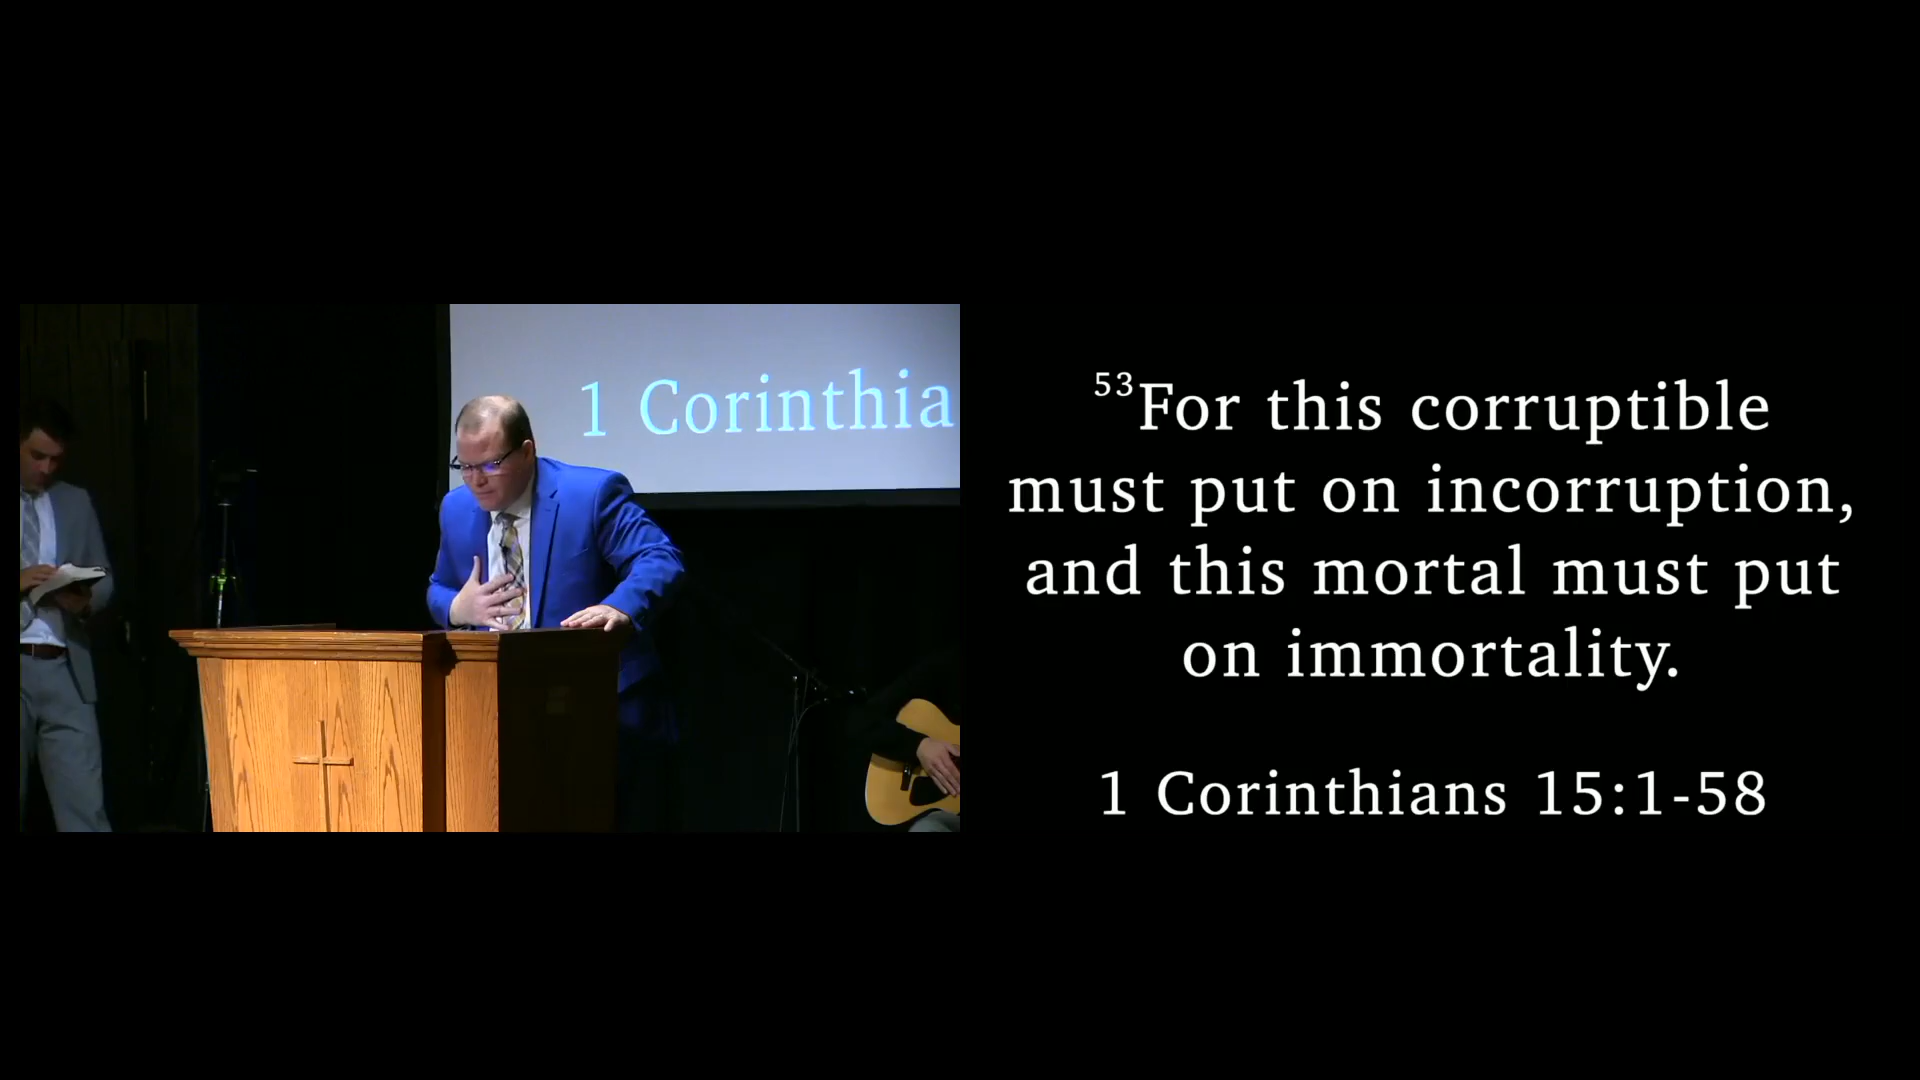 1 Corinthia
53For this corruptible
must put on incorruption,
and this mortal must put
on immortality.
1 Corinthians 15:1-58